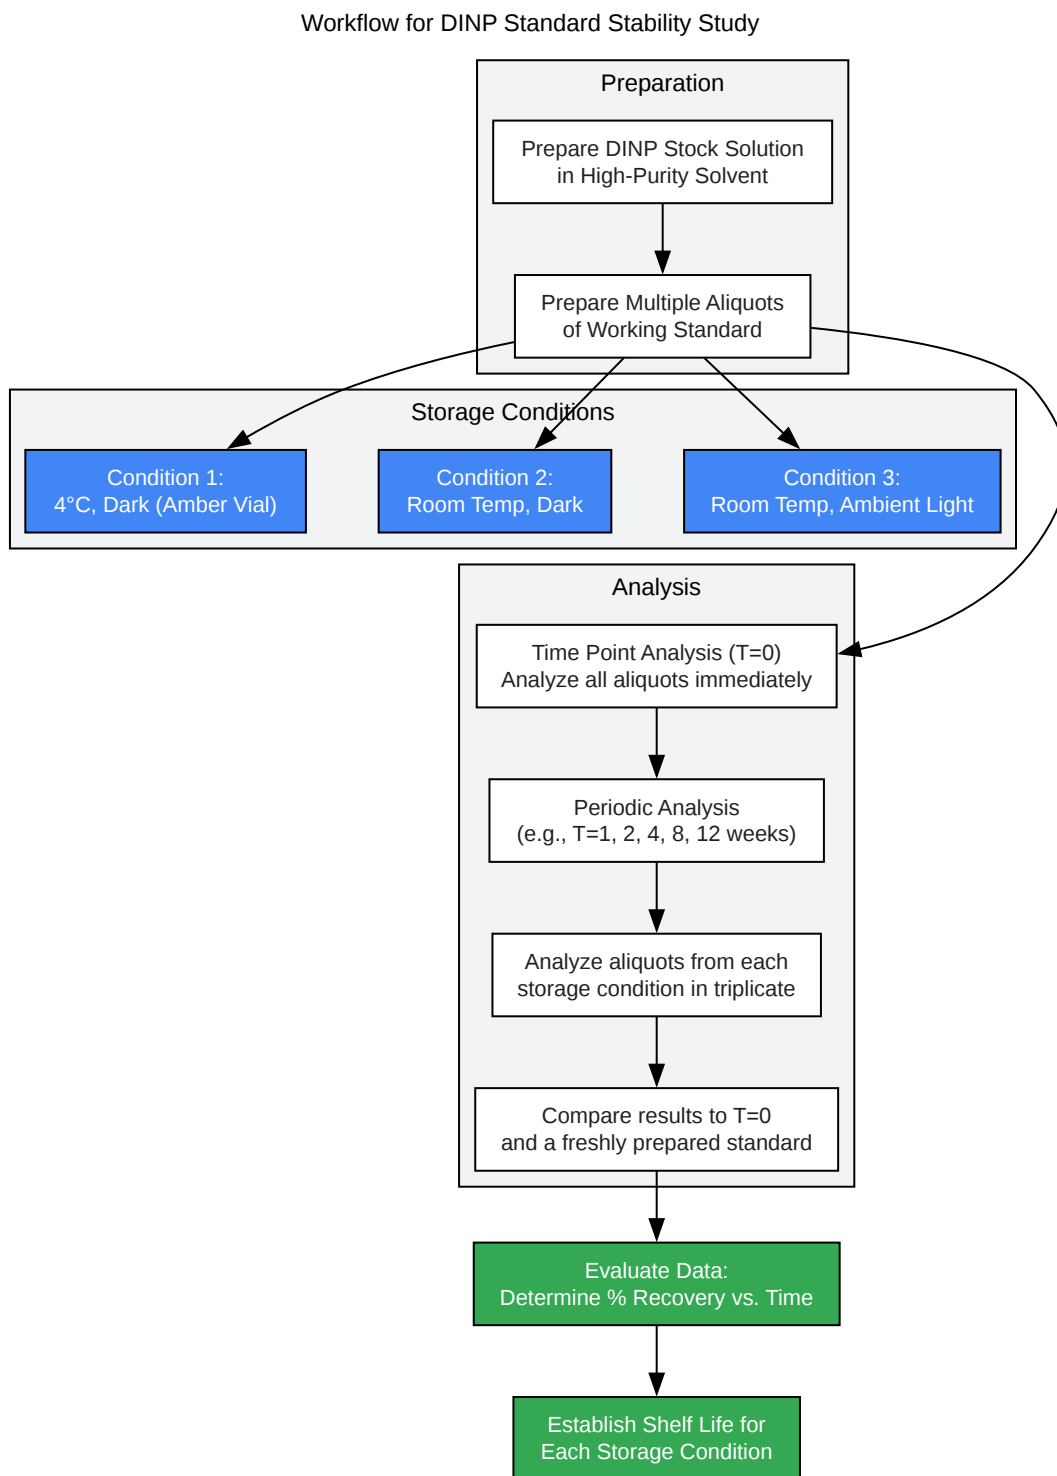 Workflow for DINP Standard Stability Study
Preparation
Prepare DINP Stock Solution
in High-Purity Solvent
Prepare Multiple Aliquots
of Working Standard
Storage Conditions
Condition 1:
4°C, Dark (Amber Vial)
Condition 2:
Room Temp, Dark
Condition 3:
Room Temp, Ambient Light
Analysis
Time Point Analysis (T=0)
Analyze all aliquots immediately
Periodic Analysis
(e.g., T=1, 2, 4, 8, 12 weeks)
Analyze aliquots from each
storage condition in triplicate
Compare results to T=0
and a freshly prepared standard
Evaluate Data:
Determine % Recovery vs. Time
Establish Shelf Life for
Each Storage Condition